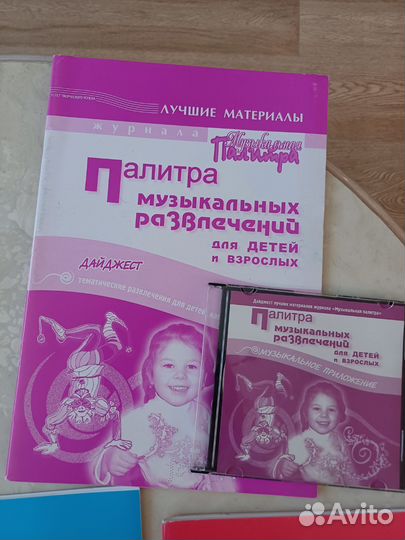 ЛУЧШИЕ МАТЕРИАЛЫ
журнала
Музыкальная
Палитра
Палитра
музыкальных
развлечений
для детей
и взрослых
ДАЙДЖЕСТ
тематические развлечения для детей
Дайджест лучших материалов журнала «Музыкальная палитра»
Палитра
музыкальных
развлечений
для детей
и взрослых
МУЗЫКАЛЬНОЕ ПРИЛОЖЕНИЕ
Avito